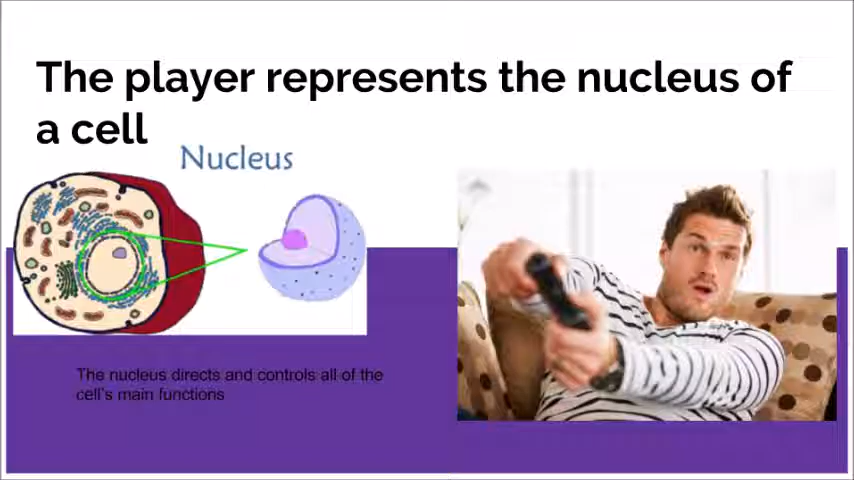 The player represents the nucleus of
a cell
Nucleus
The nucleus directs and controls all of the
cell's main functions